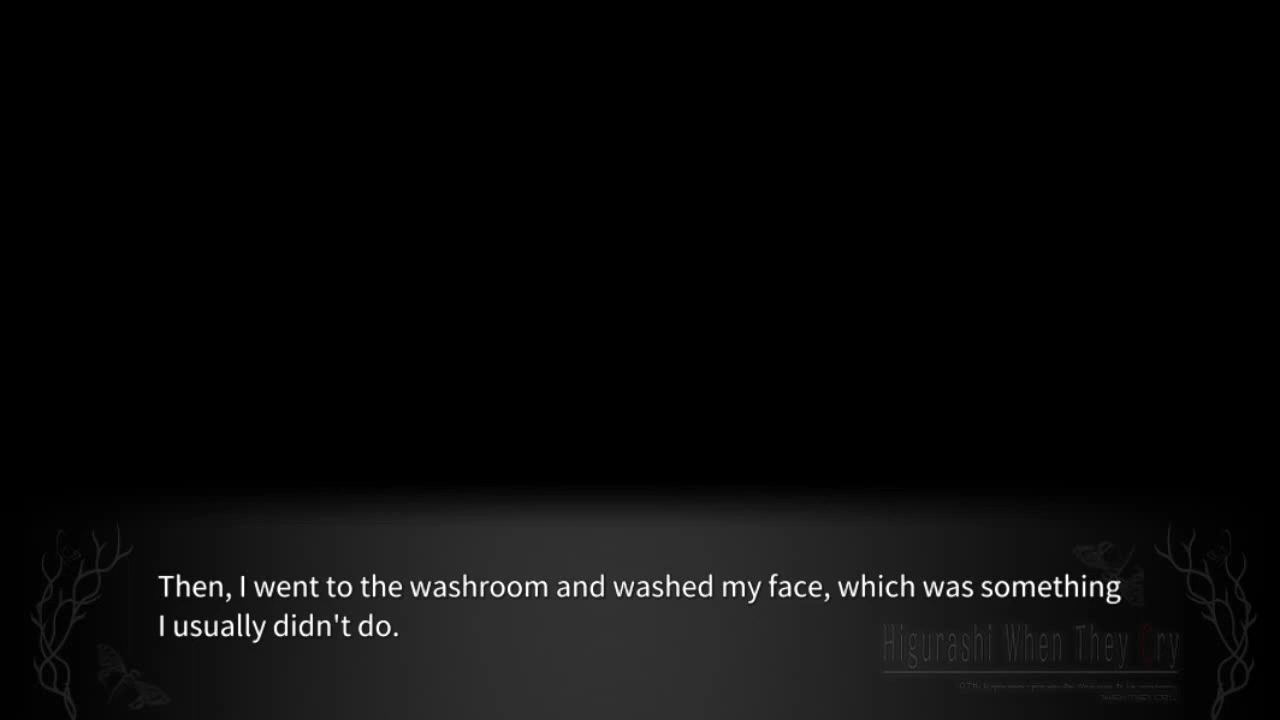 Then, I went to the washroom and washed my face, which was something
I usually didn't do.
Higurashi When They Cry